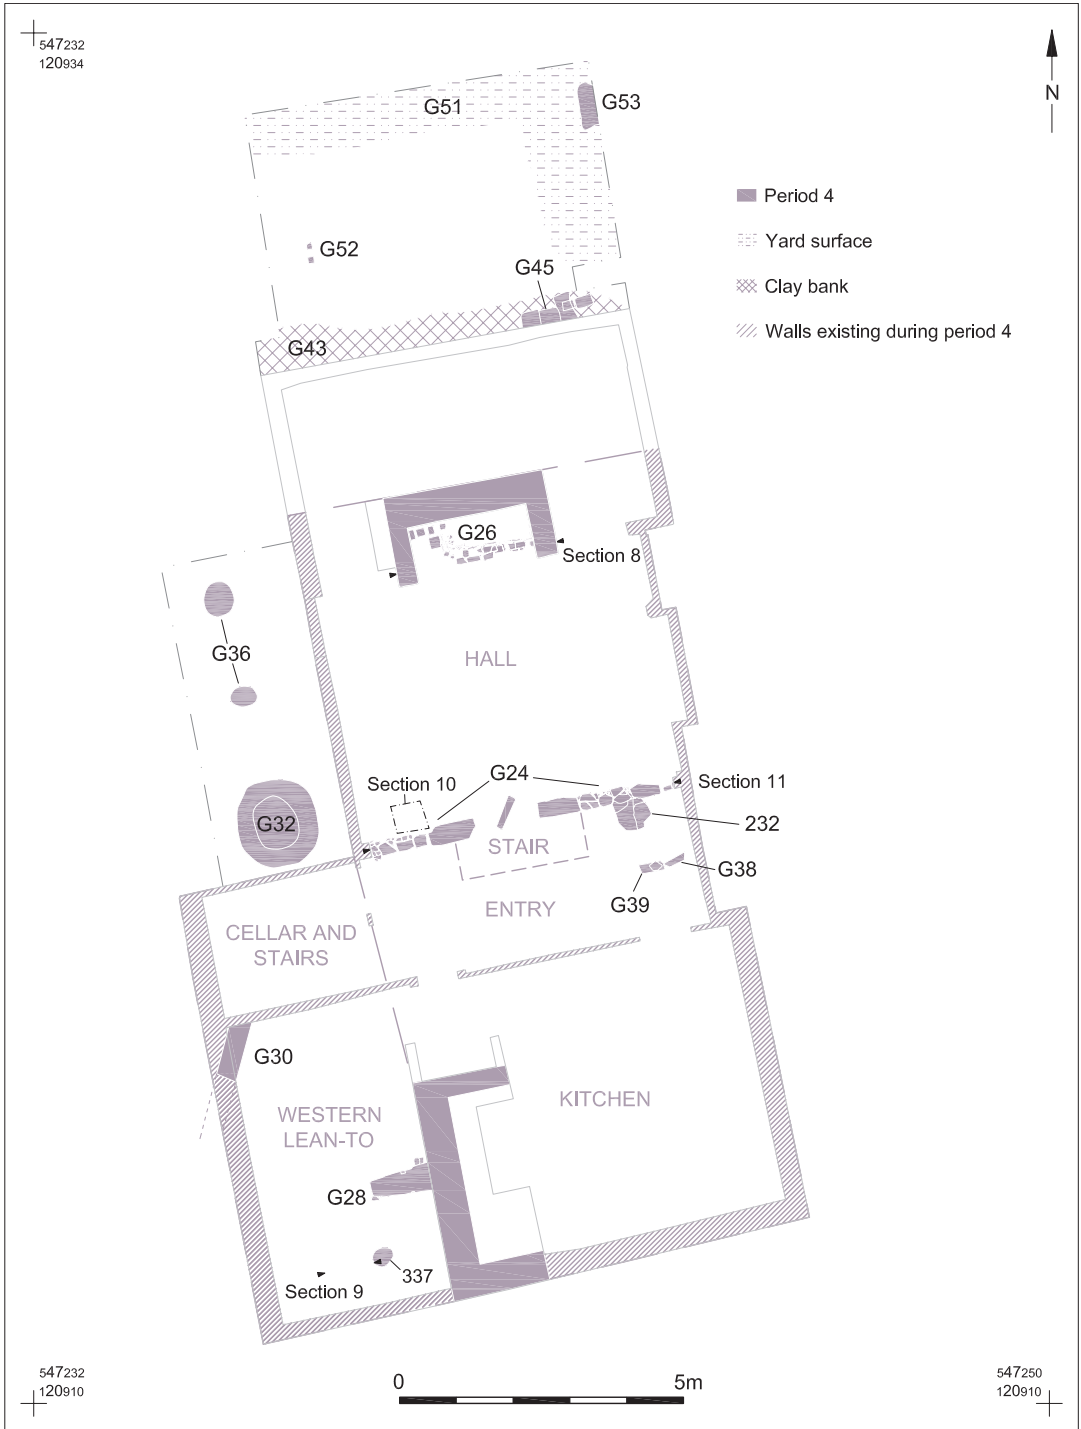 547232
120934
N
G51
G53
Period 4
Yard surface
G52
G45
Clay bank
G43
Walls existing during period 4
G26
Section 8
G36
HALL
Section 10
G24
Section 11
G32
232
STAIR
G38
G39
ENTRY
CELLAR AND
STAIRS
G30
KITCHEN
WESTERN
LEAN-TO
G28
337
Section 9
547232
120910
0
5m
547250
120910